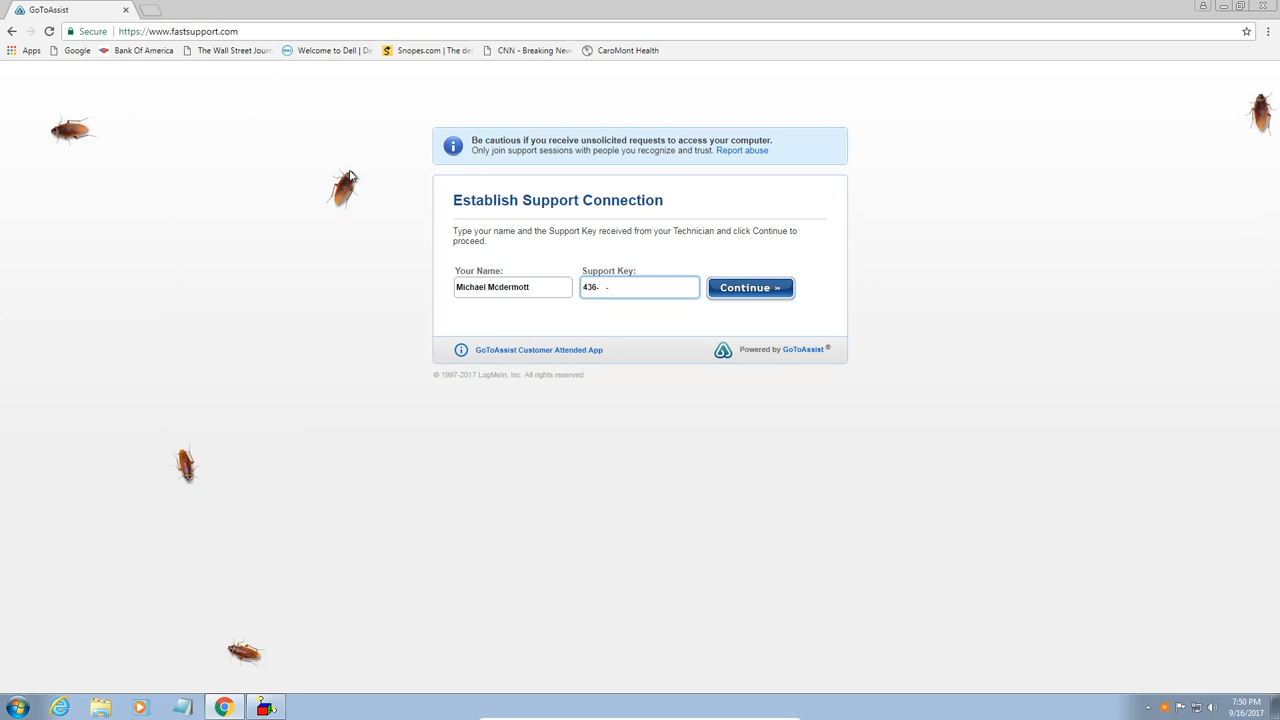 GoToAssist
Secure https://www.fastsupport.com
Apps Google Bank Of America The Wall Street Journ Welcome to Dell | De Snopes.com | The de CNN - Breaking New CaroMont Health
Be cautious if you receive unsolicited requests to access your computer.
Only join support sessions with people you recognize and trust. Report abuse
Establish Support Connection
Type your name and the Support Key received from your Technician and click Continue to
proceed.
Your Name: Support Key:
Michael Mcdermott 436- - Continue »
GoToAssist Customer Attended App Powered by GoToAssist ®
© 1997-2017 LogMeIn, Inc. All rights reserved.
7:50 PM
9/16/2017